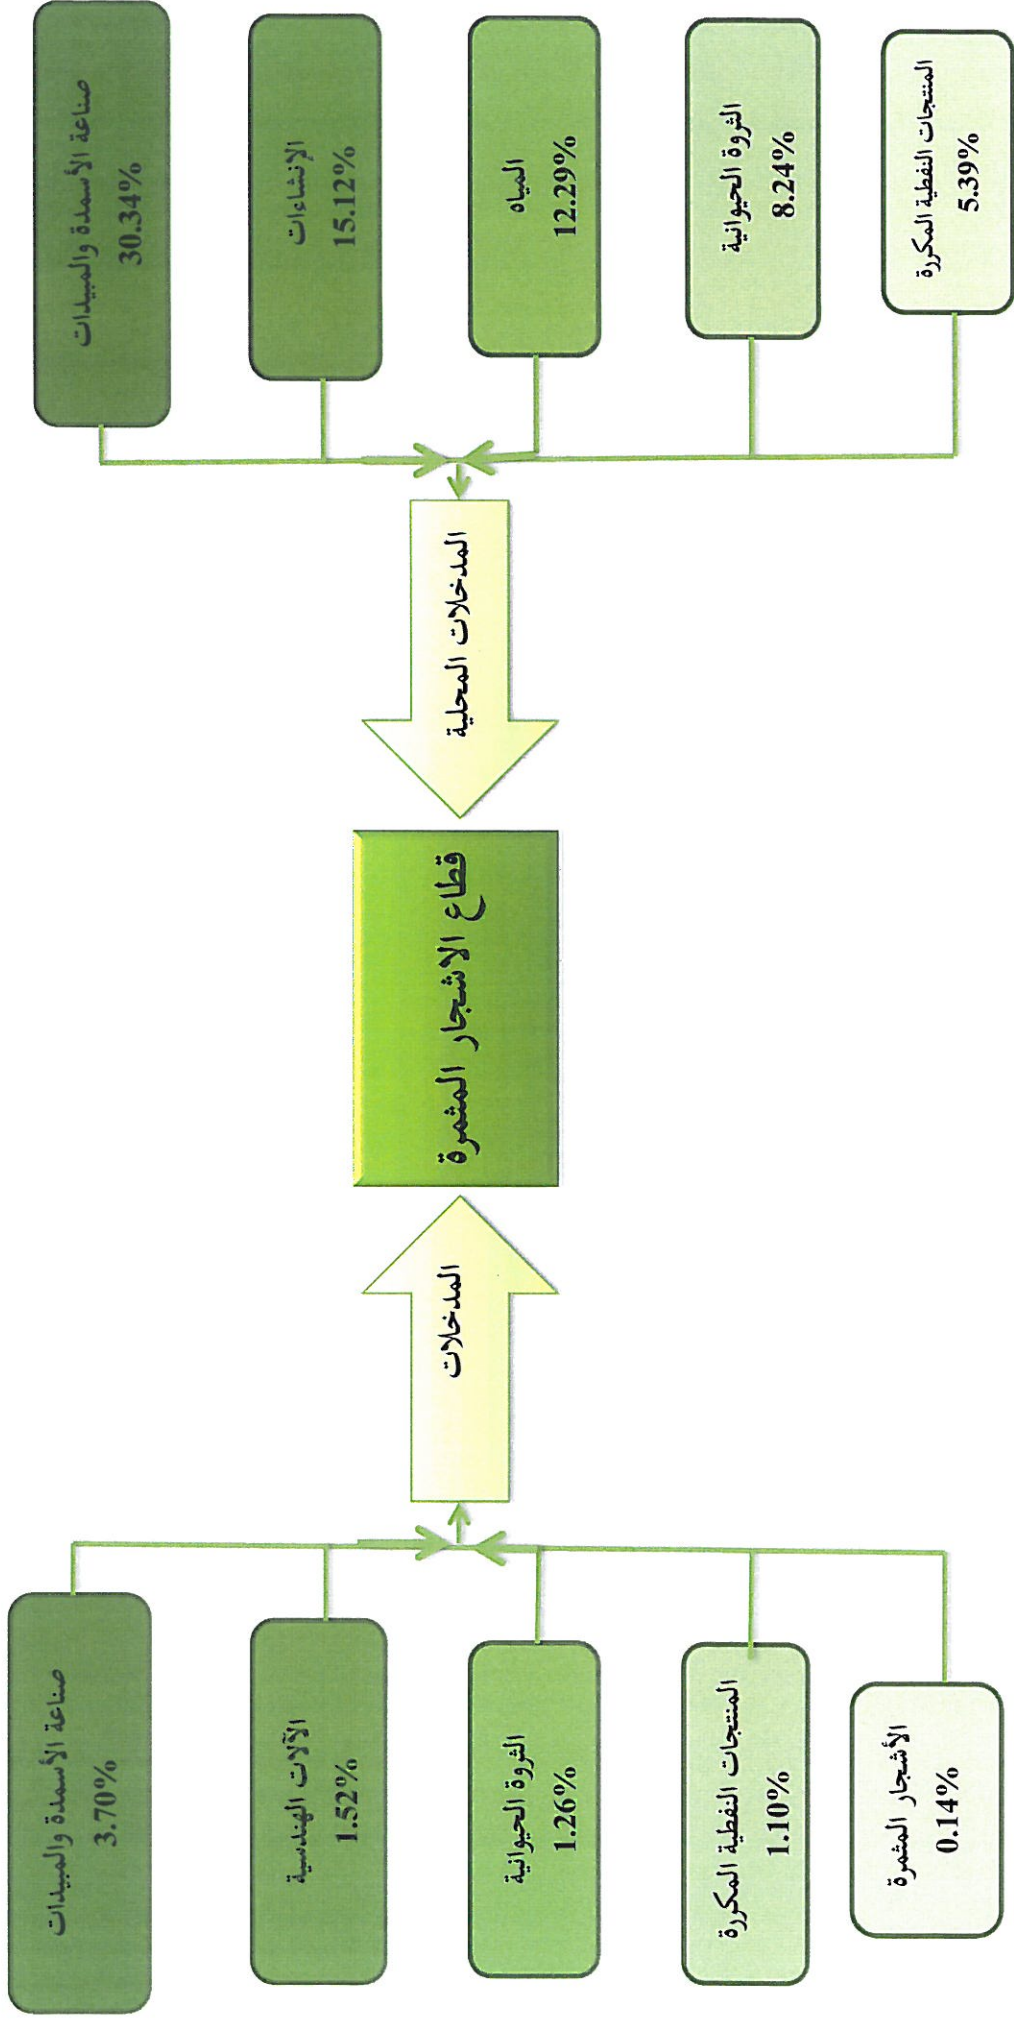 صناعة الأسمدة والمبيدات
30.34%
الإنشاءات
15.12%
المياه
12.29%
الثروة الحيوانية
8.24%
المنتجات النفطية المكررة
5.39%
المدخلات المحلية
قطاع الاشجار المثمرة
المدخلات
صناعة الأسمدة والمبيدات
3.70%
الآلات الهندسية
1.52%
الثروة الحيوانية
1.26%
المنتجات النفطية المكررة
1.10%
الأشجار المثمرة
0.14%